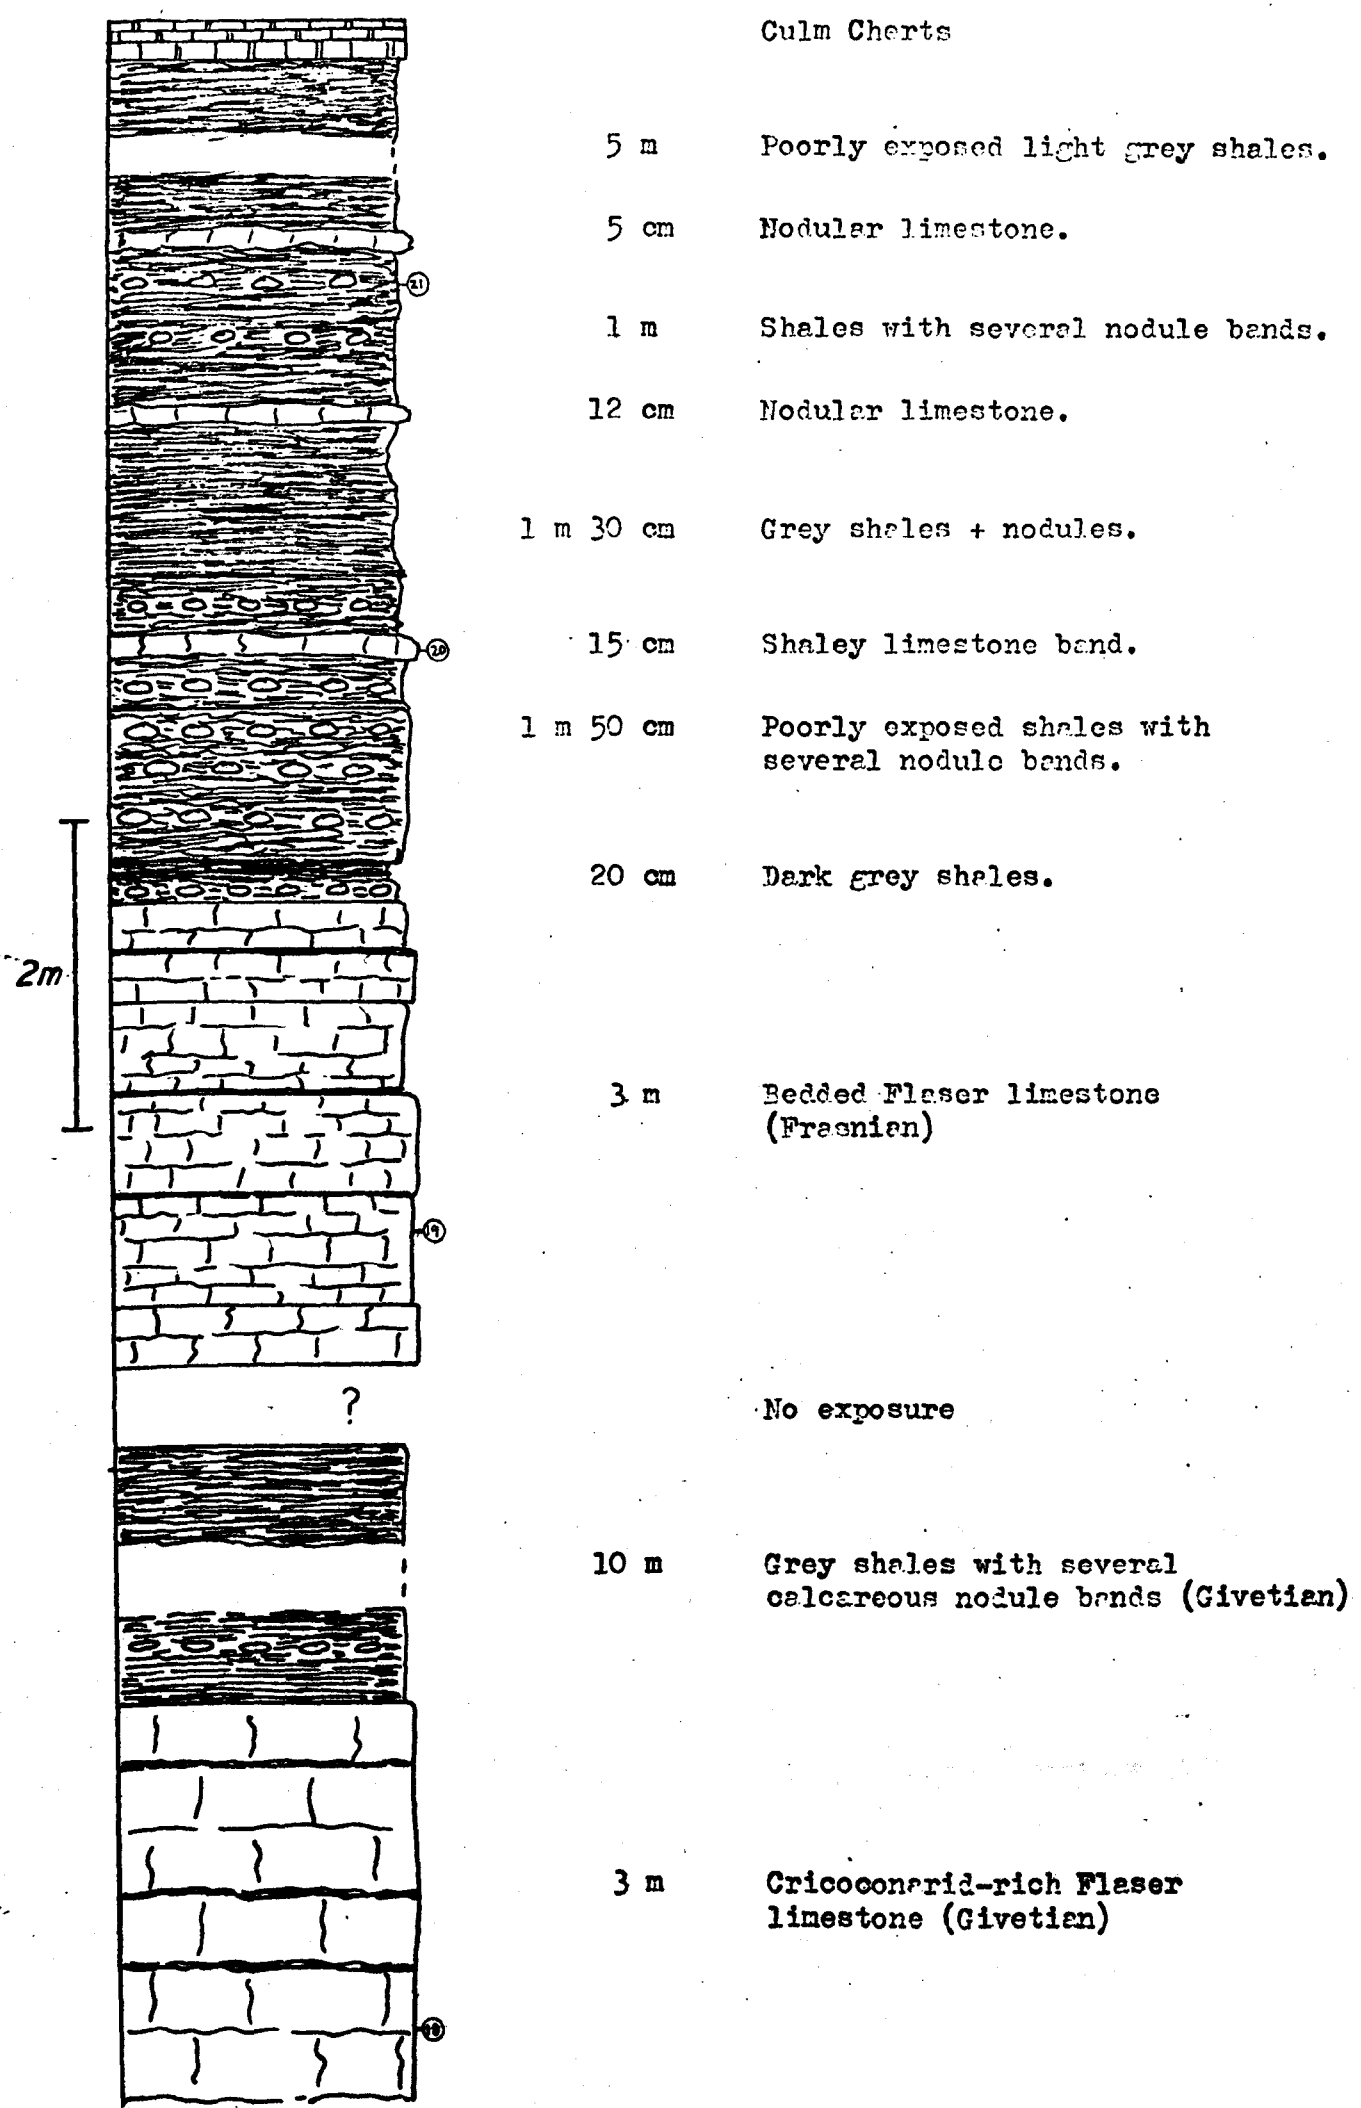 Culm Cherts
5 m Poorly exposed light grey shales.
5 cm Nodular limestone.
21
1 m Shales with several nodule bands.
12 cm Nodular limestone.
1 m 30 cm Grey shales + nodules.
15 cm Shaley limestone band.
20
1 m 50 cm Poorly exposed shales with
several nodule bands.
20 cm Dark grey shales.
2m
3 m Bedded Flaser limestone
(Frasnian)
19
?
No exposure
10 m Grey shales with several
calcareous nodule bands (Givetian)
3 m Cricoconarid-rich Flaser
limestone (Givetian)